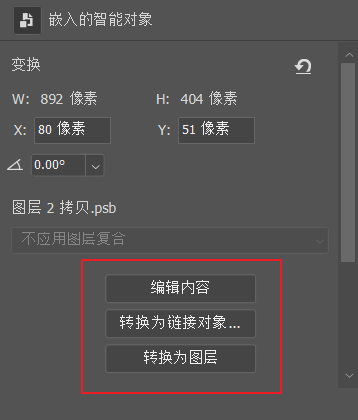 嵌入的智能对象
变换
W: 892 像素 H: 404 像素
X: 80 像素 Y: 51 像素
0.00°
图层 2 拷贝.psb
不应用图层复合
编辑内容
转换为链接对象...
转换为图层